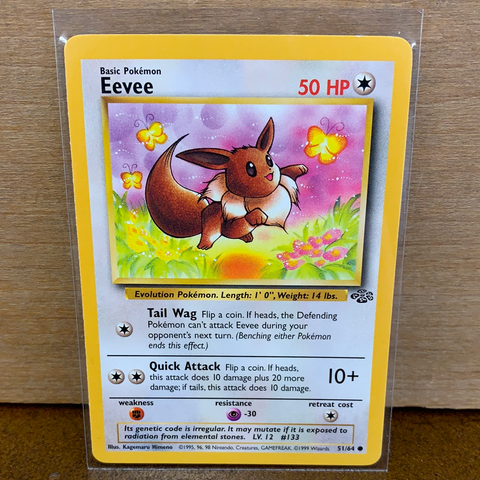 Basic Pokémon
Eevee
50 HP
Evolution Pokémon. Length: 1' 0", Weight: 14 lbs.
Tail Wag Flip a coin. If heads, the Defending
Pokémon can't attack Eevee during your
opponent's next turn. (Benching either Pokémon
ends this effect.)
Quick Attack Flip a coin. If heads,
this attack does 10 damage plus 20 more
damage; if tails, this attack does 10 damage.
10+
weakness
resistance
retreat cost
-30
Its genetic code is irregular. It may mutate if it is exposed to
radiation from elemental stones. LV. 12 #133
Illus. Kagemaru Himeno ©1995, 96, 98 Nintendo, Creatures, GAMEFREAK. ©1999 Wizards. 51/64